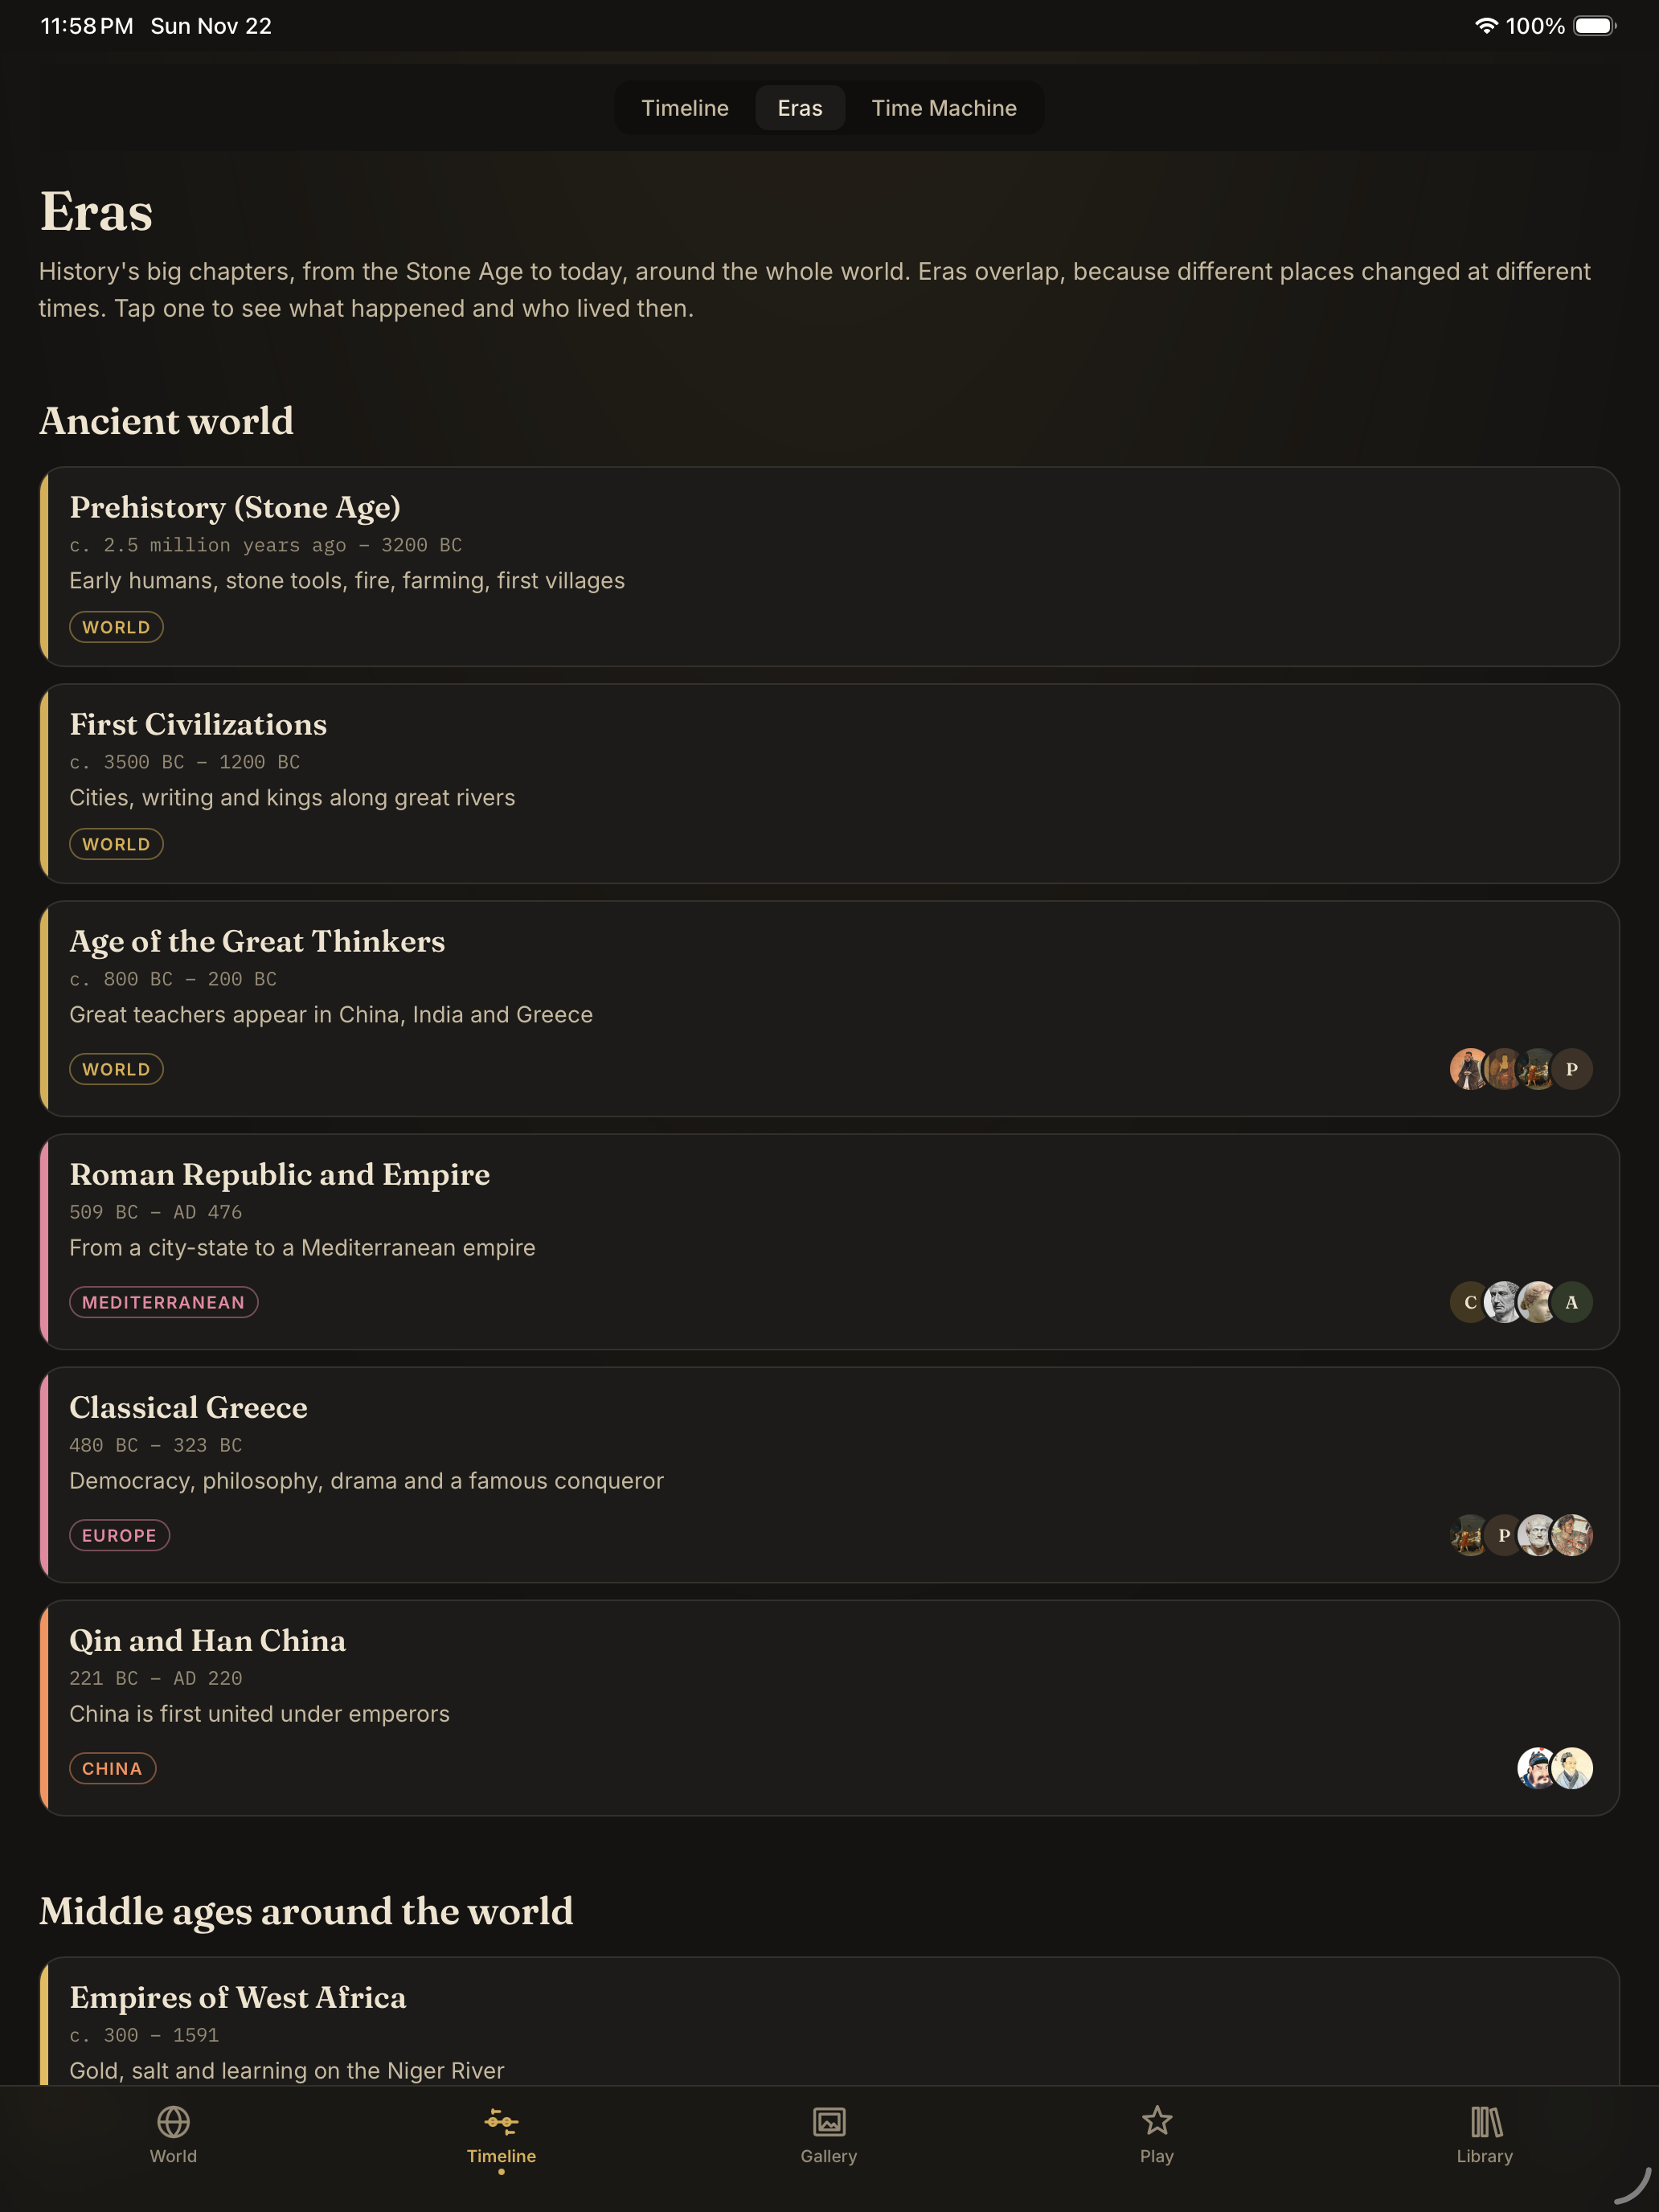 11:58 PM Sun Nov 22
100%
Timeline Eras Time Machine
Eras
History's big chapters, from the Stone Age to today, around the whole world. Eras overlap, because different places changed at different
times. Tap one to see what happened and who lived then.
Ancient world
Prehistory (Stone Age)
c. 2.5 million years ago – 3200 BC
Early humans, stone tools, fire, farming, first villages
WORLD
First Civilizations
c. 3500 BC – 1200 BC
Cities, writing and kings along great rivers
WORLD
Age of the Great Thinkers
c. 800 BC – 200 BC
Great teachers appear in China, India and Greece
WORLD
P
Roman Republic and Empire
509 BC – AD 476
From a city-state to a Mediterranean empire
MEDITERRANEAN
C A
Classical Greece
480 BC – 323 BC
Democracy, philosophy, drama and a famous conqueror
EUROPE
P
Qin and Han China
221 BC – AD 220
China is first united under emperors
CHINA
Middle ages around the world
Empires of West Africa
c. 300 – 1591
Gold, salt and learning on the Niger River
World Timeline Gallery Play Library